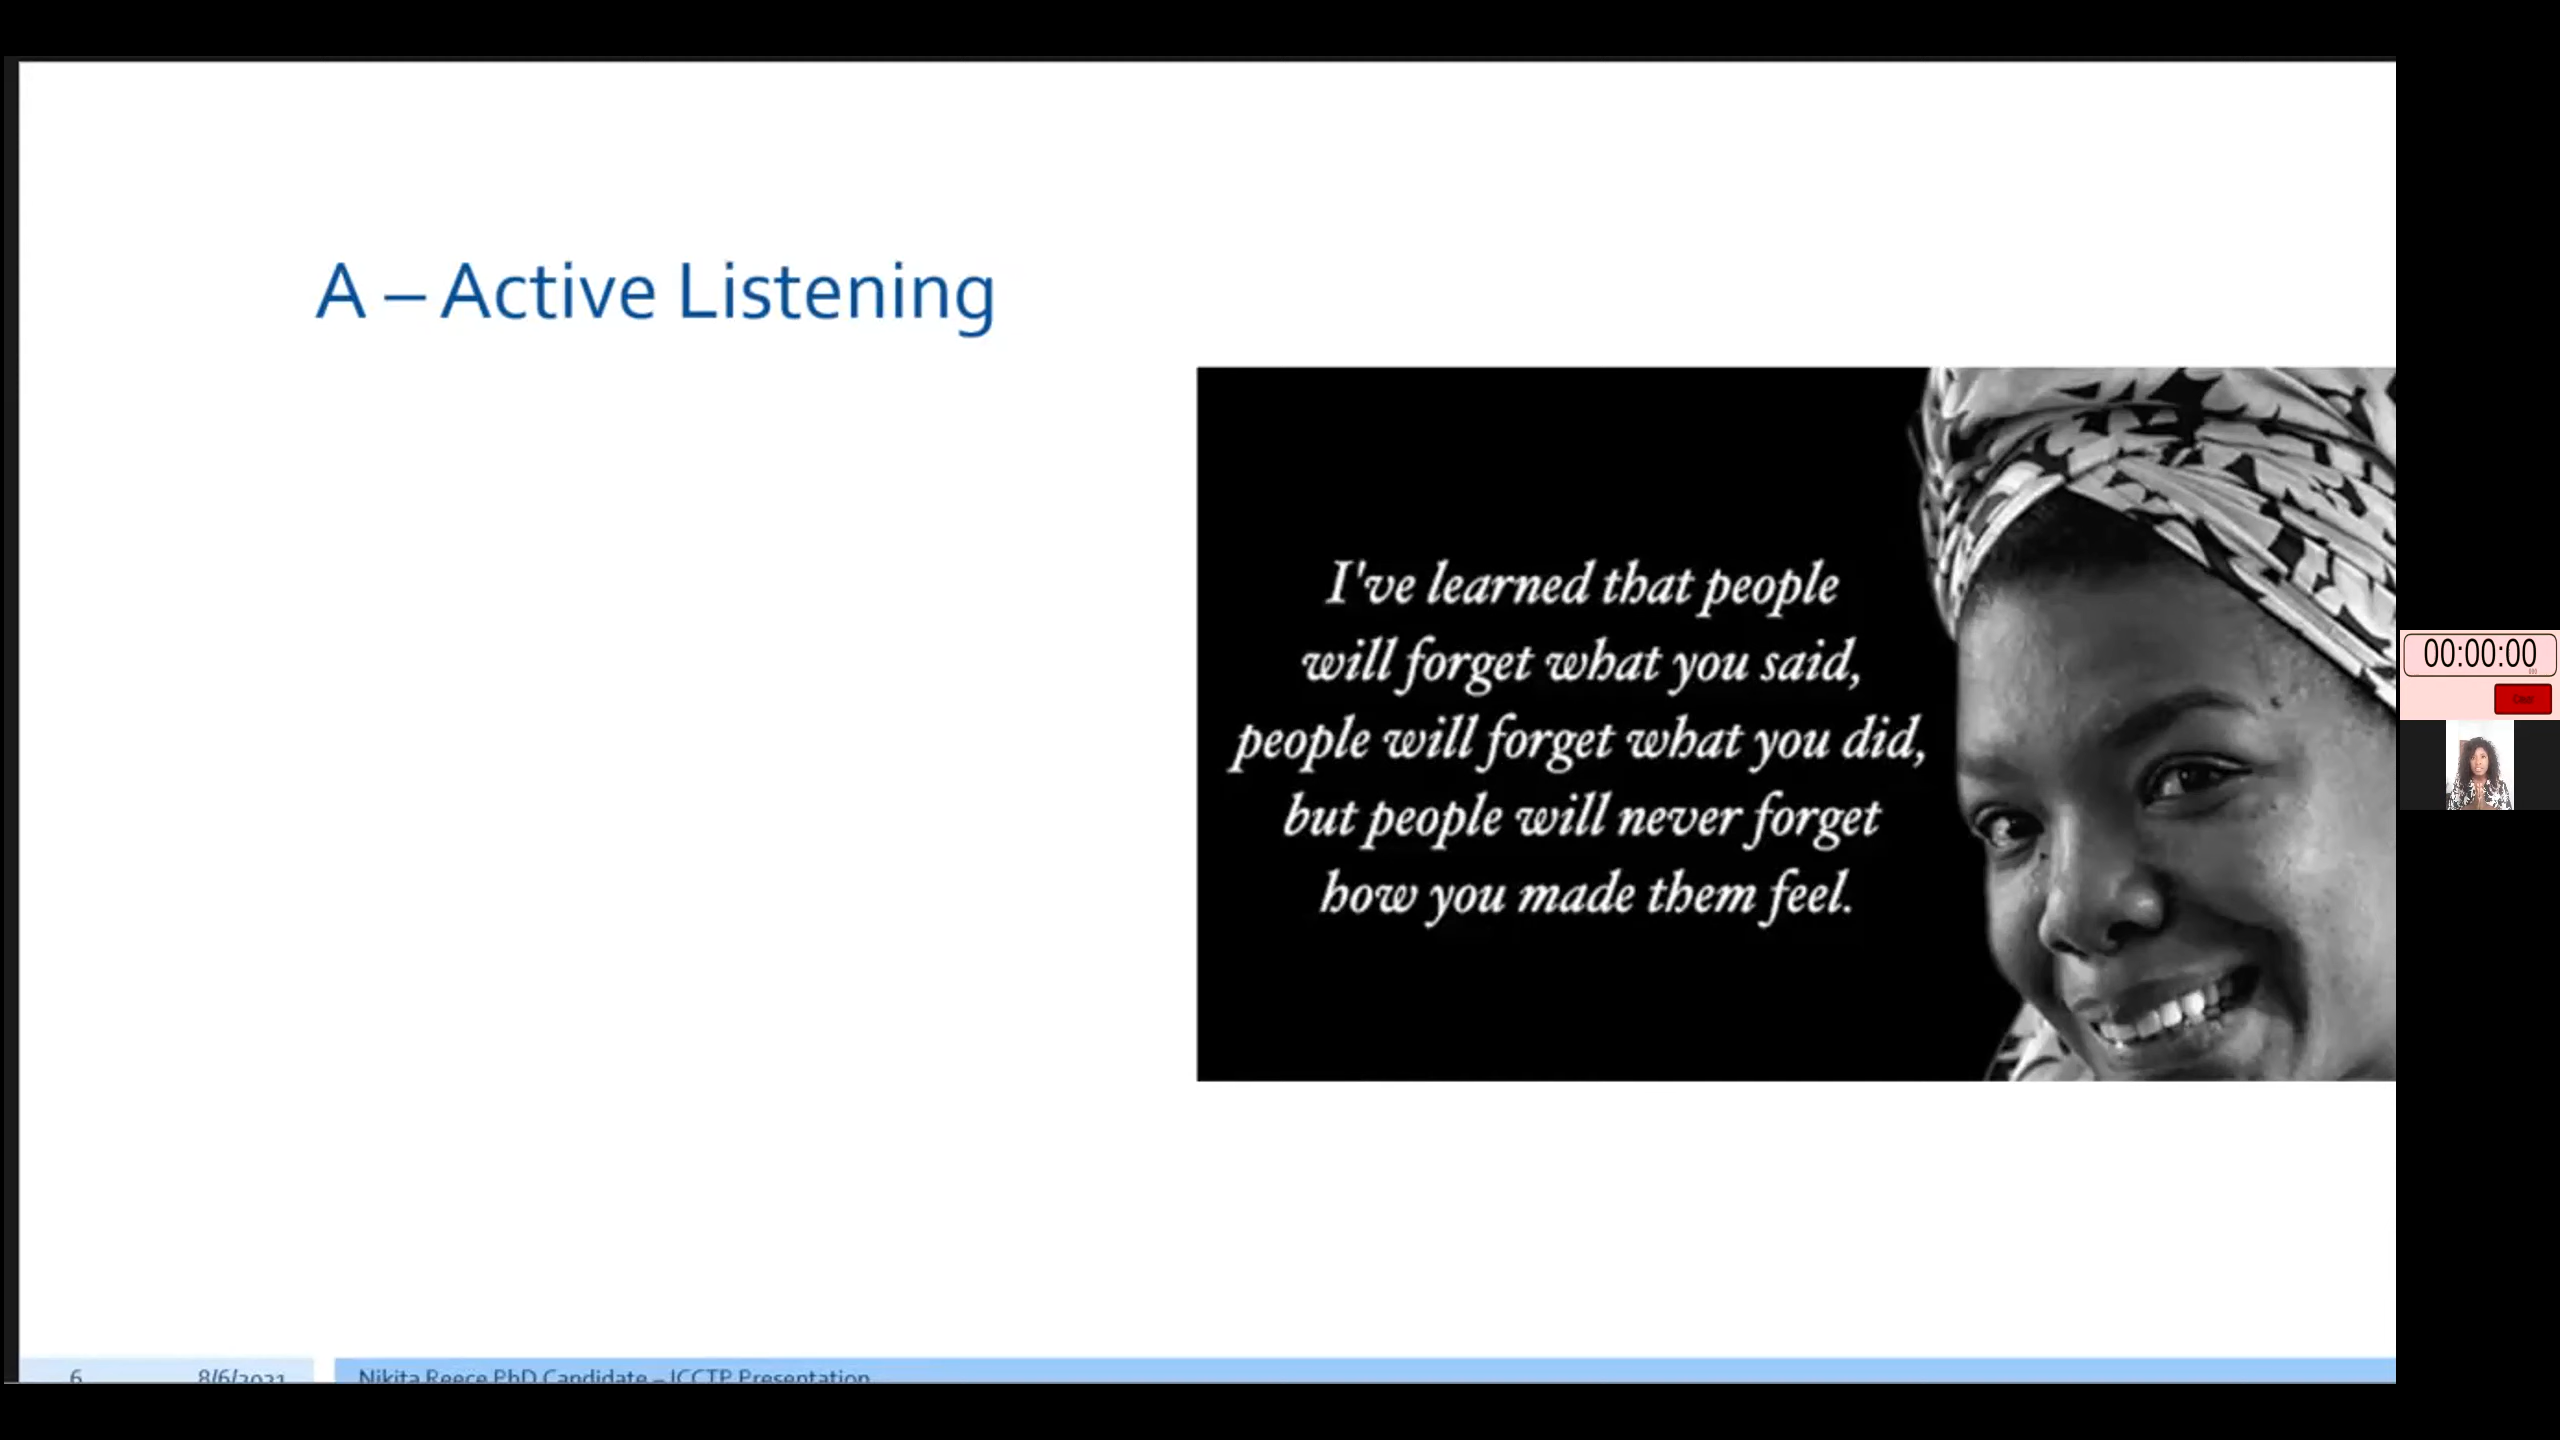 A – Active Listening
I've learned that people
will forget what you said,
people will forget what you did,
but people will never forget
how you made them feel.
00:00:00
6 8/6/2021 Nikita Reece PhD Candidate – ICCTP Presentation